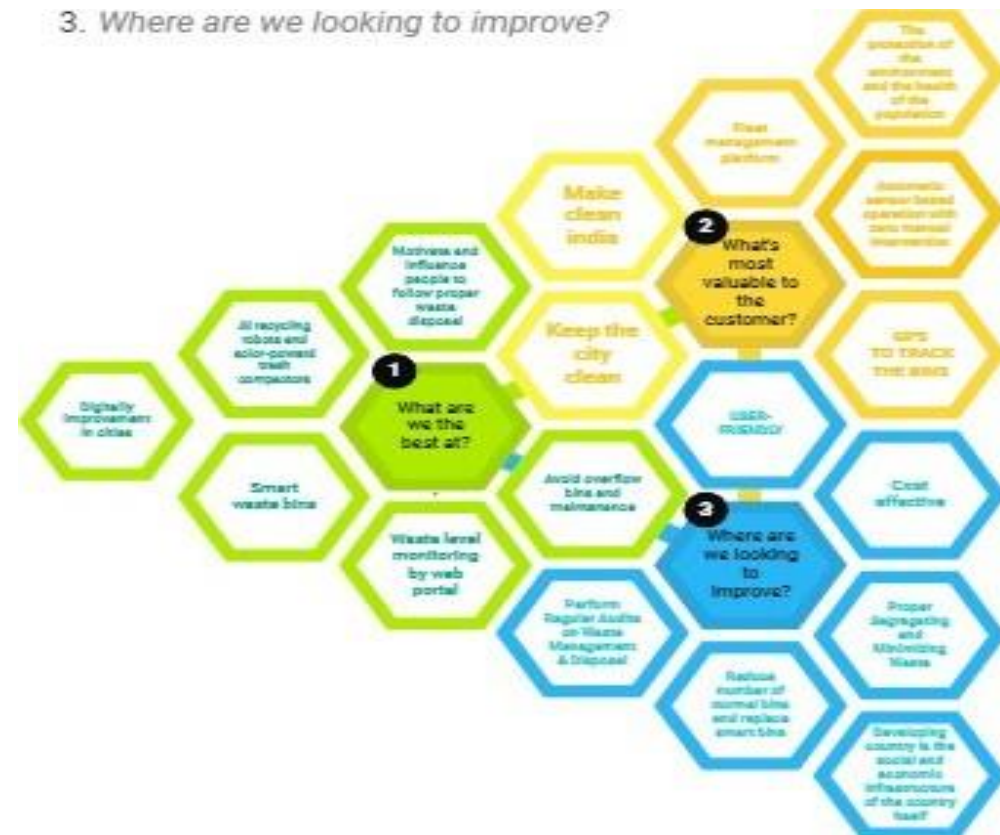 3. Where are we looking to improve?
The
protection of
the
environment
and the health
of the
population
Fleet
management
platform
Make
clean
india
Automatic
sensor based
operation with
zero manual
intervention
2
What's
most
valuable to
the
customer?
Motivate and
influence
people to
follow proper
waste
disposal
Keep the
city
clean
GPS
TO TRACK
THE BINS
AI recycling
robots and
solar-powerd
trash
compactors
1
What are
we the
best at?
Digitally
improvement
in cities
USER-
FRIENDLY
Smart
waste bins
Avoid overflow
bins and
Cost
effective
3
Where are
we looking
to
improve?
Waste level
monitoring
by web
portal
Perform
Regular Audits
on Waste
Management
& Disposal
Proper
Segregating
and
Minimizing
Waste
Reduce
number of
normal bins
and replace
smart bins
Developing
country is the
social and
economic
infrastructure
of the country
itself